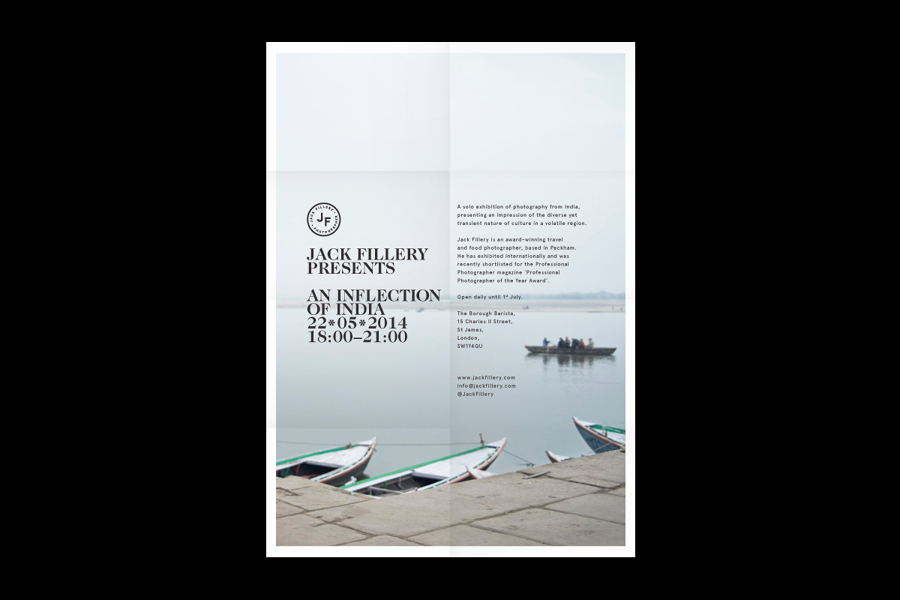 JACK FILLERY
PHOTOGRAPHY
JF
JACK FILLERY
PRESENTS
AN INFLECTION
OF INDIA
22*05*2014
18:00–21:00
A solo exhibition of photography from India,
presenting an impression of the diverse yet
transient nature of culture in a volatile region.
Jack Fillery is an award-winning travel
and food photographer, based in Peckham.
He has exhibited internationally and was
recently shortlisted for the Professional
Photographer magazine 'Professional
Photographer of the Year Award'.
Open daily until 1st July.
The Borough Barista,
15 Charles II Street,
St James,
London,
SW1Y4QU
www.jackfillery.com
info@jackfillery.com
@JackFillery